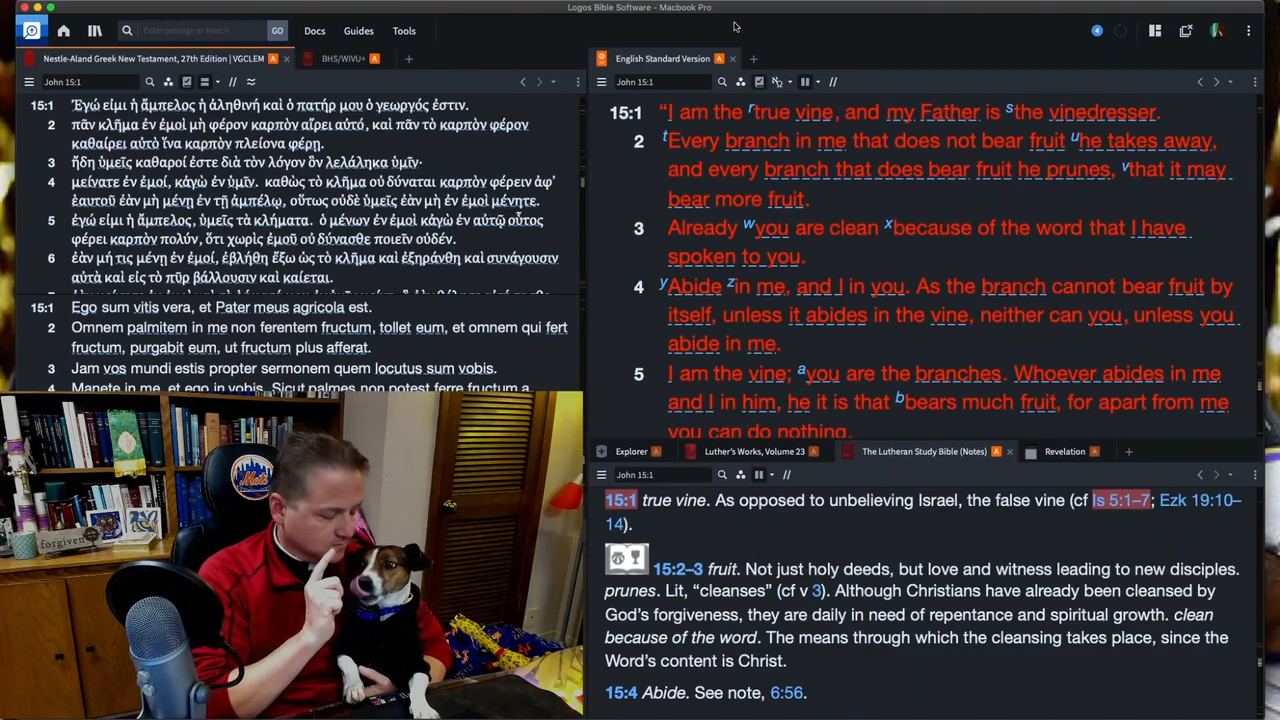 Logos Bible Software - Macbook Pro
Enter passage or search GO Docs Guides Tools 4
Nestle-Aland Greek New Testament, 27th Edition | VGCLEM A × BHS/WIVU+ A +
John 15:1
15:1 Ἐγώ εἰμι ἡ ἄμπελος ἡ ἀληθινή καὶ ὁ πατήρ μου ὁ γεωργός ἐστιν.
2 πᾶν κλῆμα ἐν ἐμοὶ μὴ φέρον καρπὸν αἴρει αὐτό, καὶ πᾶν τὸ καρπὸν φέρον
καθαίρει αὐτὸ ἵνα καρπὸν πλείονα φέρῃ.
3 ἤδη ὑμεῖς καθαροί ἐστε διὰ τὸν λόγον ὃν λελάληκα ὑμῖν·
4 μείνατε ἐν ἐμοί, κἀγὼ ἐν ὑμῖν. καθὼς τὸ κλῆμα οὐ δύναται καρπὸν φέρειν ἀφ’
ἑαυτοῦ ἐὰν μὴ μένῃ ἐν τῇ ἀμπέλῳ, οὕτως οὐδὲ ὑμεῖς ἐὰν μὴ ἐν ἐμοὶ μένητε.
5 ἐγώ εἰμι ἡ ἄμπελος, ὑμεῖς τὰ κλήματα. ὁ μένων ἐν ἐμοὶ κἀγὼ ἐν αὐτῷ οὗτος
φέρει καρπὸν πολύν, ὅτι χωρὶς ἐμοῦ οὐ δύνασθε ποιεῖν οὐδέν.
6 ἐὰν μή τις μένῃ ἐν ἐμοί, ἐβλήθη ἔξω ὡς τὸ κλῆμα καὶ ἐξηράνθη καὶ συνάγουσιν
αὐτὰ καὶ εἰς τὸ πῦρ βάλλουσιν καὶ καίεται.
15:1 Ego sum vitis vera, et Pater meus agricola est.
2 Omnem palmitem in me non ferentem fructum, tollet eum, et omnem qui fert
fructum, purgabit eum, ut fructum plus afferat.
3 Jam vos mundi estis propter sermonem quem locutus sum vobis.
4 Manete in me, et ego in vobis. Sicut palmes non potest ferre fructum a
English Standard Version A × +
John 15:1
15:1 “I am the r true vine, and my Father is s the vinedresser.
2 t Every branch in me that does not bear fruit u he takes away,
and every branch that does bear fruit he prunes, v that it may
bear more fruit.
3 Already w you are clean x because of the word that I have
spoken to you.
4 y Abide z in me, and I in you. As the branch cannot bear fruit by
itself, unless it abides in the vine, neither can you, unless you
abide in me.
5 I am the vine; a you are the branches. Whoever abides in me
and I in him, he it is that b bears much fruit, for apart from me
you can do nothing.
Explorer A Luther’s Works, Volume 23 A The Lutheran Study Bible (Notes) A × Revelation A +
John 15:1
15:1 true vine. As opposed to unbelieving Israel, the false vine (cf Is 5:1–7; Ezk 19:10–
14).
15:2–3 fruit. Not just holy deeds, but love and witness leading to new disciples.
prunes. Lit, “cleanses” (cf v 3). Although Christians have already been cleansed by
God’s forgiveness, they are daily in need of repentance and spiritual growth. clean
because of the word. The means through which the cleansing takes place, since the
Word’s content is Christ.
15:4 Abide. See note, 6:56.
Mets
forgiven